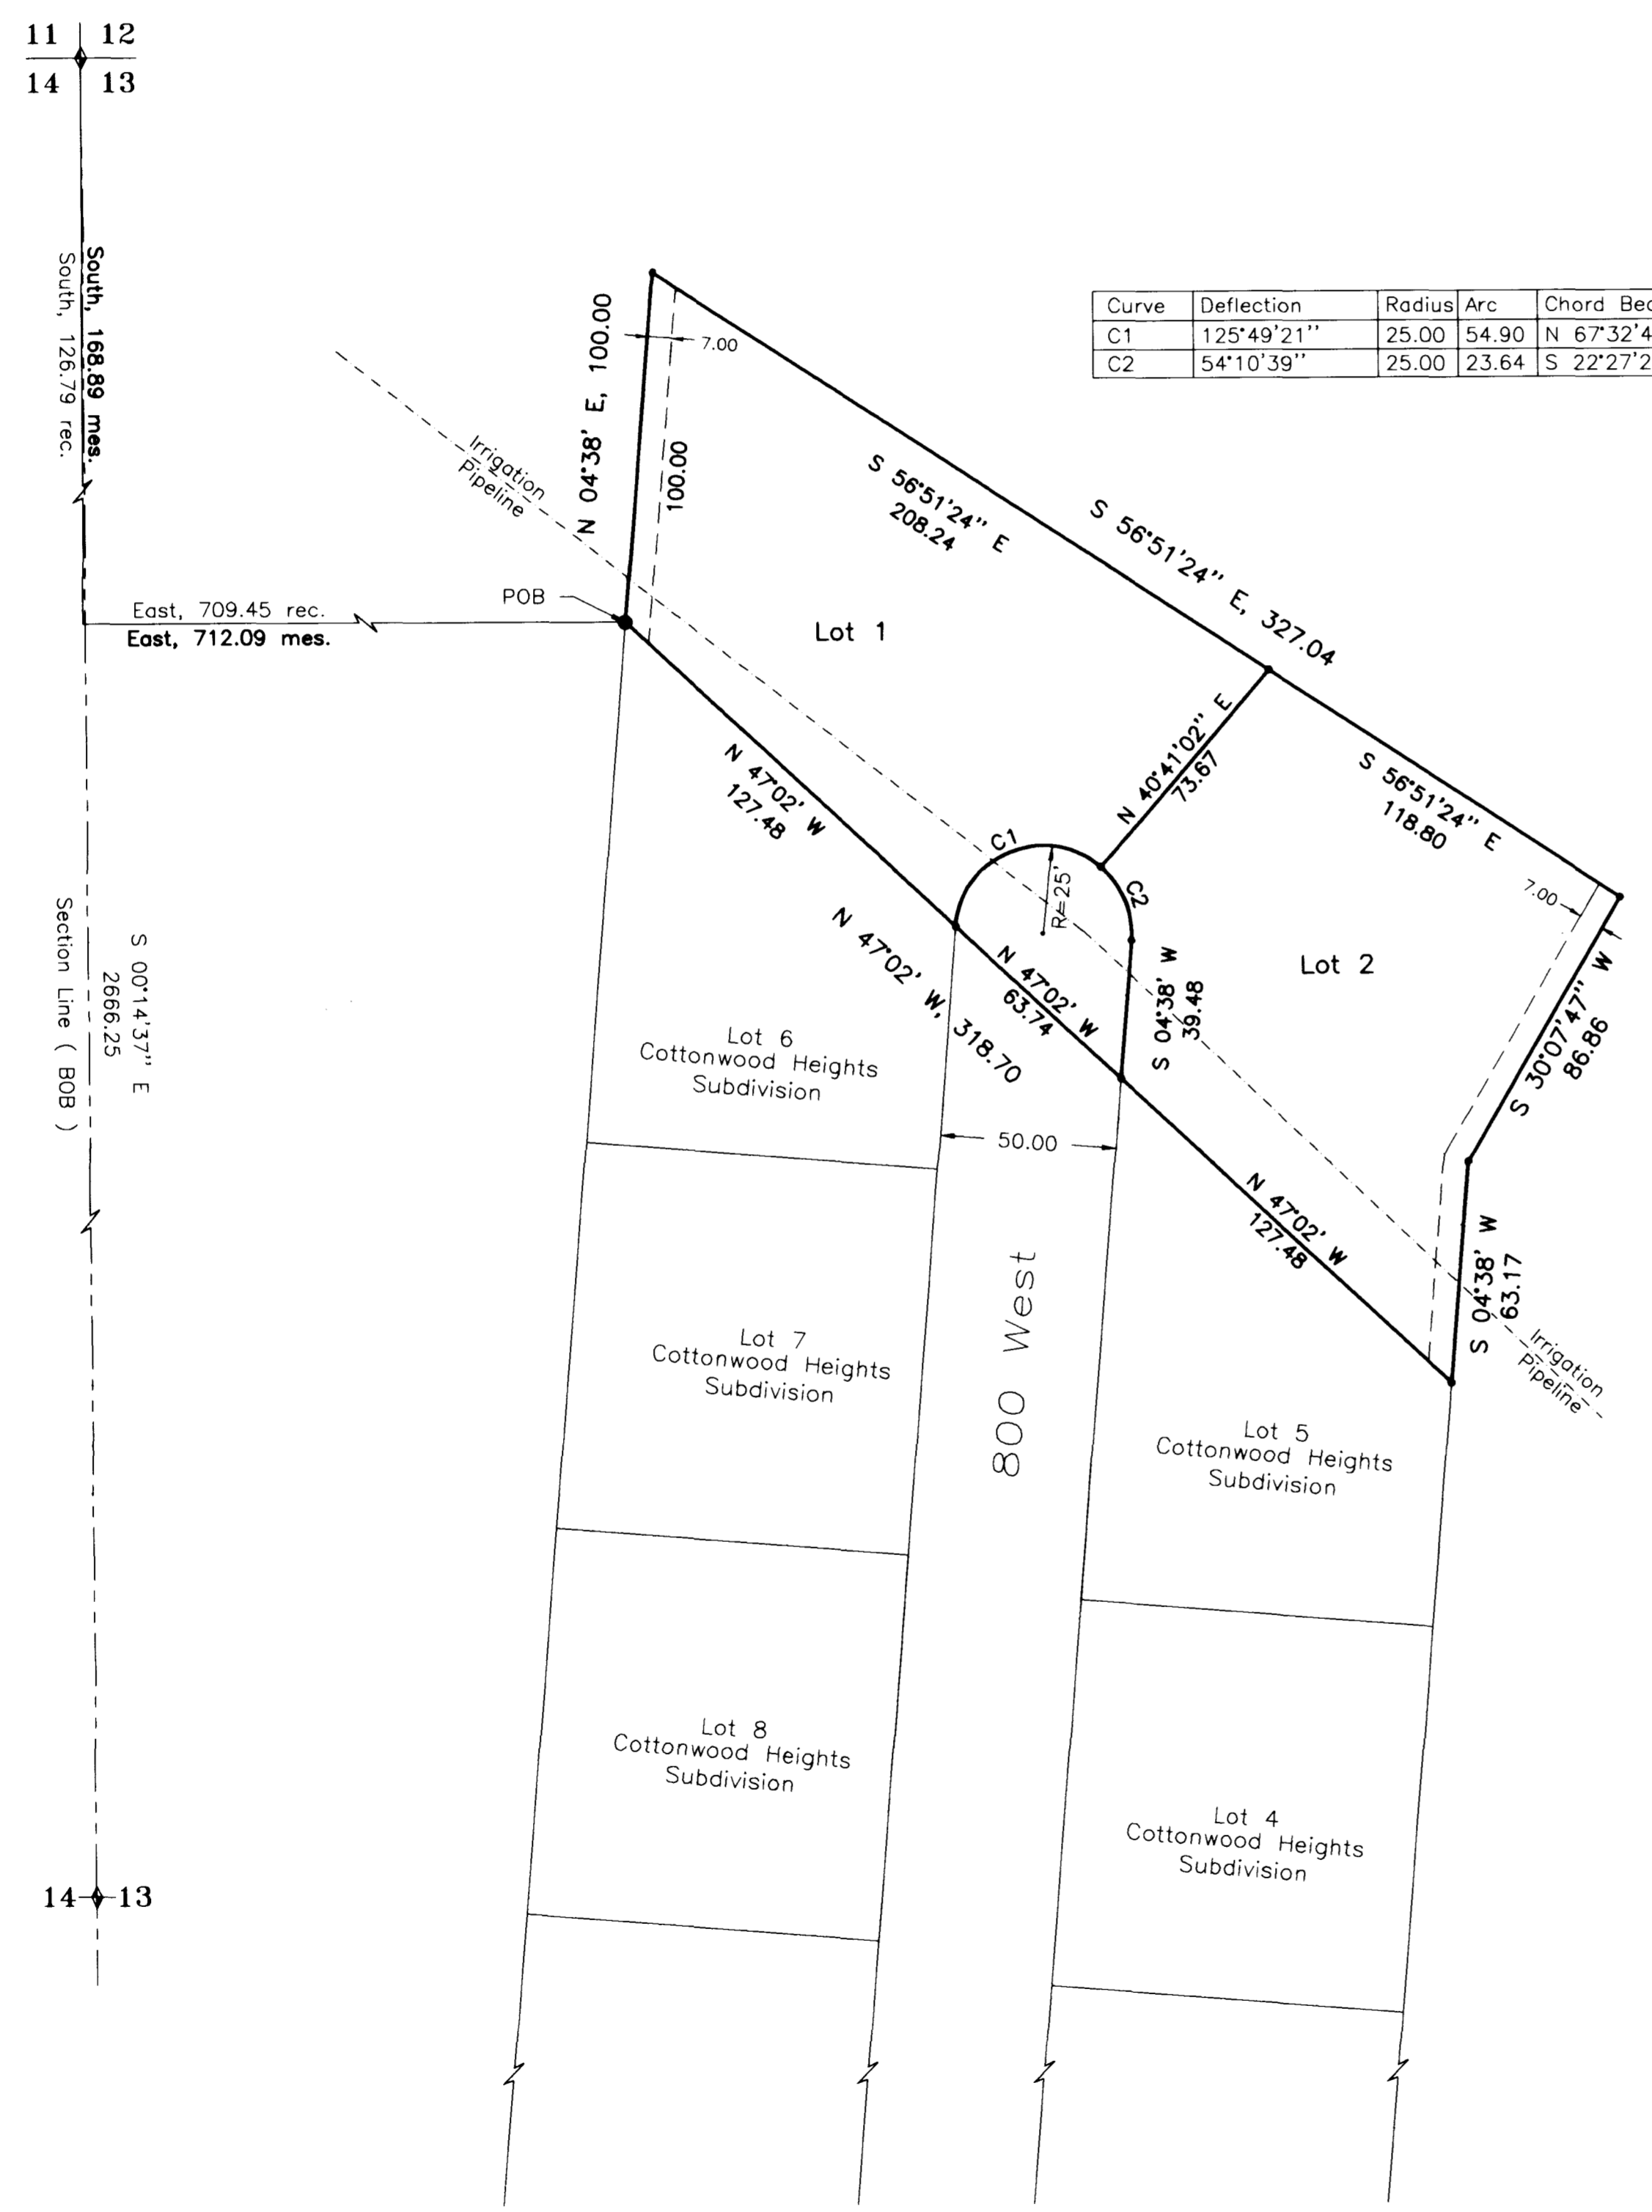 11 12
14 13
South, 168.89 mes.
South, 126.79 rec.
Curve Deflection Radius Arc
C1 125°49'21" 25.00 54.90 N 67°32'4
C2 54°10'39" 25.00 23.64 S 22°27'2
Chord
N 04°38' E, 100.00
7.00
100.00
Irrigation
Pipeline
S 56°51'24" E
208.24
S 56°51'24" E, 327.04
POB
East, 709.45 rec.
East, 712.09 mes.
Lot 1
N 40°41'02" E
73.67
S 56°51'24" E
118.80
7.00
N 47°02' W
127.48
C1
R=25'
C2
Lot 2
N 47°02' W, 318.70
N 47°02' W
63.74
S 04°38' W
39.48
S 30°07'47" W
86.86
S 00°14'37" E
2666.25
Section Line ( BOB )
Lot 6
Cottonwood Heights
Subdivision
50.00
N 47°02' W
127.48
S 04°38' W
63.17
Irrigation
Pipeline
800 West
Lot 7
Cottonwood Heights
Subdivision
Lot 5
Cottonwood Heights
Subdivision
Lot 8
Cottonwood Heights
Subdivision
Lot 4
Cottonwood Heights
Subdivision
14 13